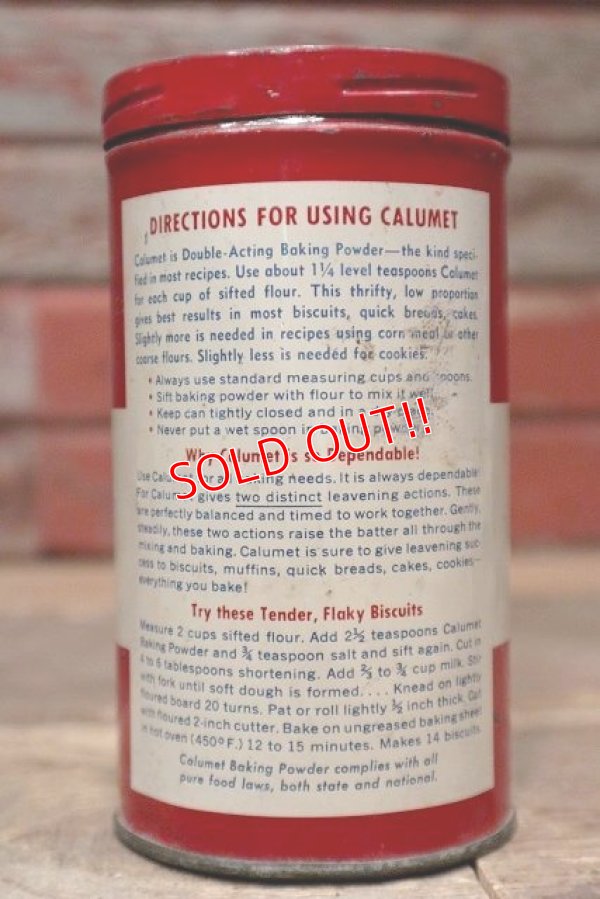 DIRECTIONS FOR USING CALUMET
Calumet is Double-Acting Baking Powder—the kind speci-
fied in most recipes. Use about 1¼ level teaspoons Calumet
for each cup of sifted flour. This thrifty, low proportion
gives best results in most biscuits, quick breads, cakes.
Slightly more is needed in recipes using corn meal or other
coarse flours. Slightly less is needed for cookies.
• Always use standard measuring cups and spoons.
• Sift baking powder with flour to mix it well.
• Keep can tightly closed and in a
• Never put a wet spoon in
SOLD OUT!!
Why Calumet is so Dependable!
Use Calumet for all baking needs. It is always dependable!
For Calumet gives two distinct leavening actions. These
are perfectly balanced and timed to work together. Gently,
steadily, these two actions raise the batter all through the
mixing and baking. Calumet is sure to give leavening suc-
cess to biscuits, muffins, quick breads, cakes, cookies—
everything you bake!
Try these Tender, Flaky Biscuits
Measure 2 cups sifted flour. Add 2½ teaspoons Calumet
Baking Powder and ¾ teaspoon salt and sift again. Cut in
4 to 6 tablespoons shortening. Add ⅔ to ¾ cup milk. Stir
with fork until soft dough is formed.... Knead on lightly
floured board 20 turns. Pat or roll lightly ½ inch thick. Cut
with floured 2-inch cutter. Bake on ungreased baking sheet
in hot oven (450° F.) 12 to 15 minutes. Makes 14 biscuits.
Calumet Baking Powder complies with all
pure food laws, both state and national.